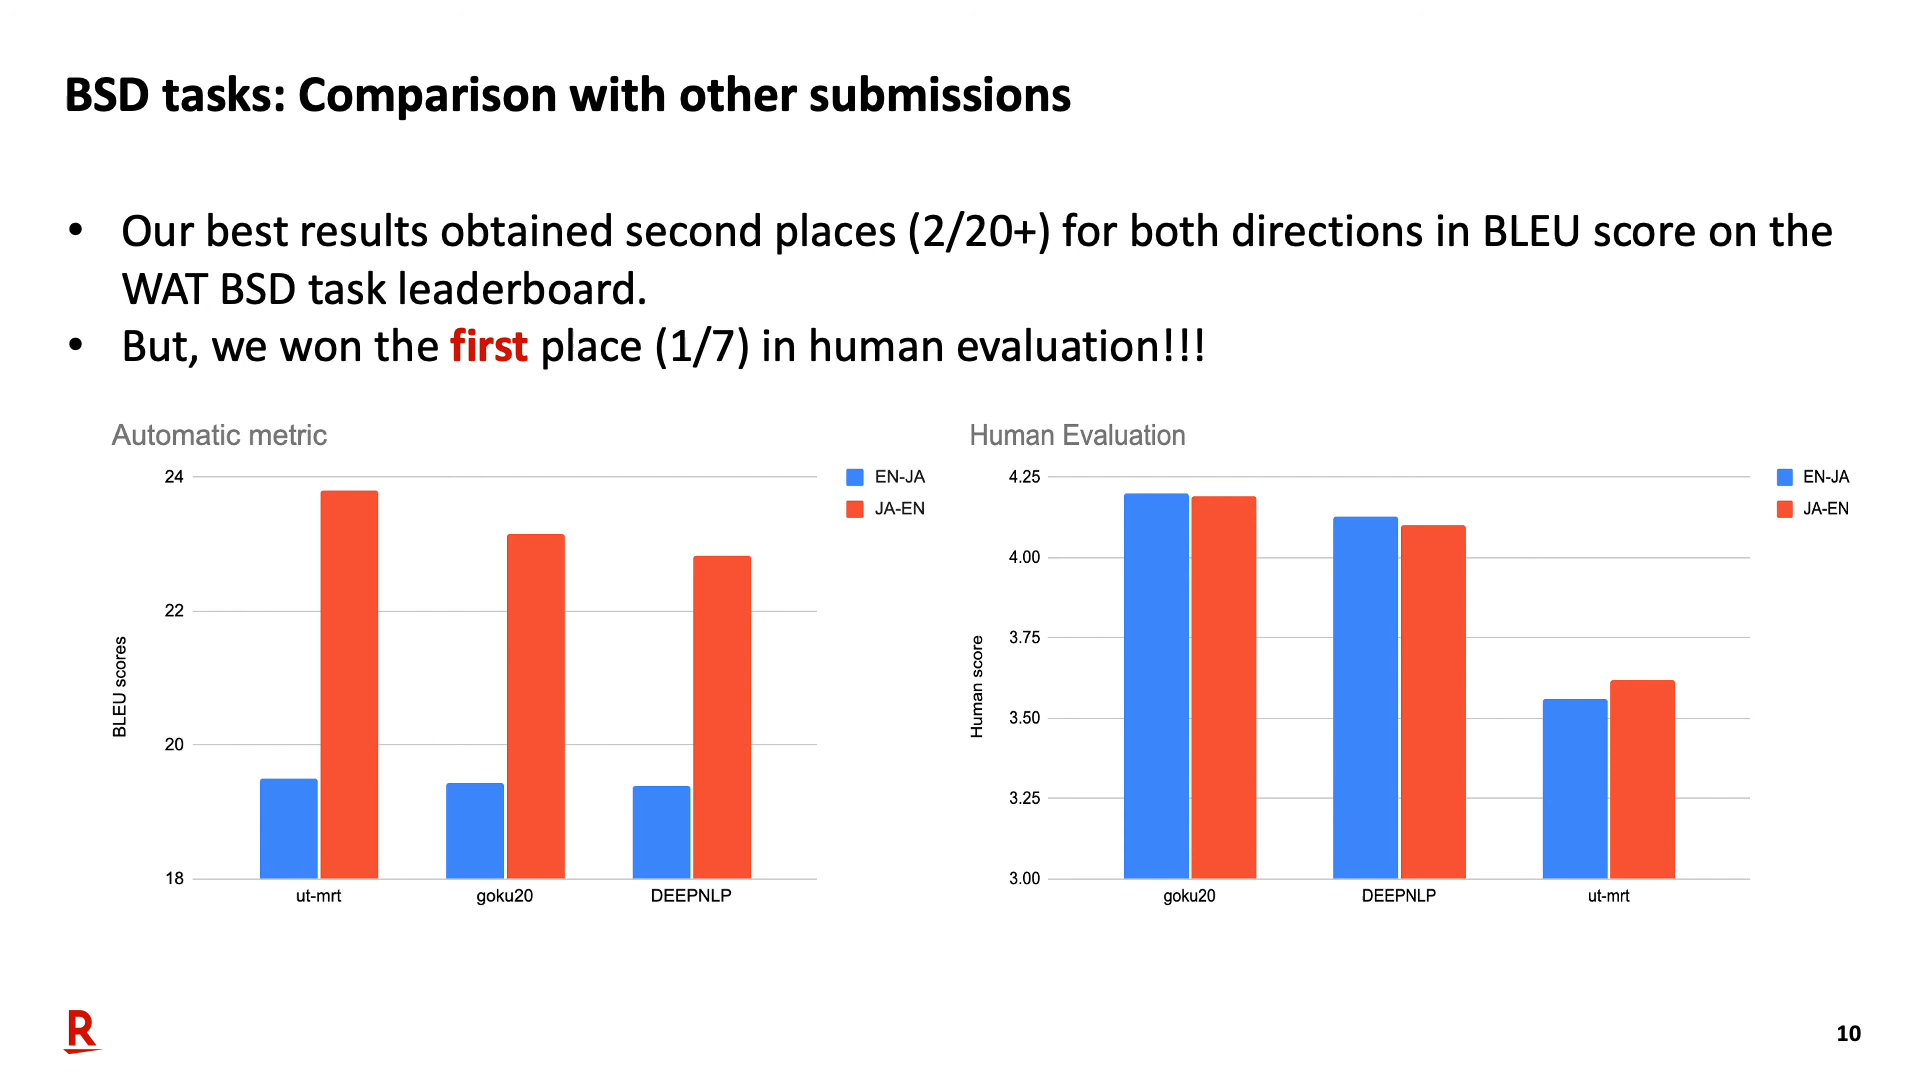 BSD tasks: Comparison with other submissions
• Our best results obtained second places (2/20+) for both directions in BLEU score on the
WAT BSD task leaderboard.
• But, we won the first place (1/7) in human evaluation!!!
Automatic metric
24
22
20
18
BLEU scores
ut-mrt
goku20
DEEPNLP
EN-JA
JA-EN
Human Evaluation
4.25
4.00
3.75
3.50
3.25
3.00
Human score
goku20
DEEPNLP
ut-mrt
EN-JA
JA-EN
R
10